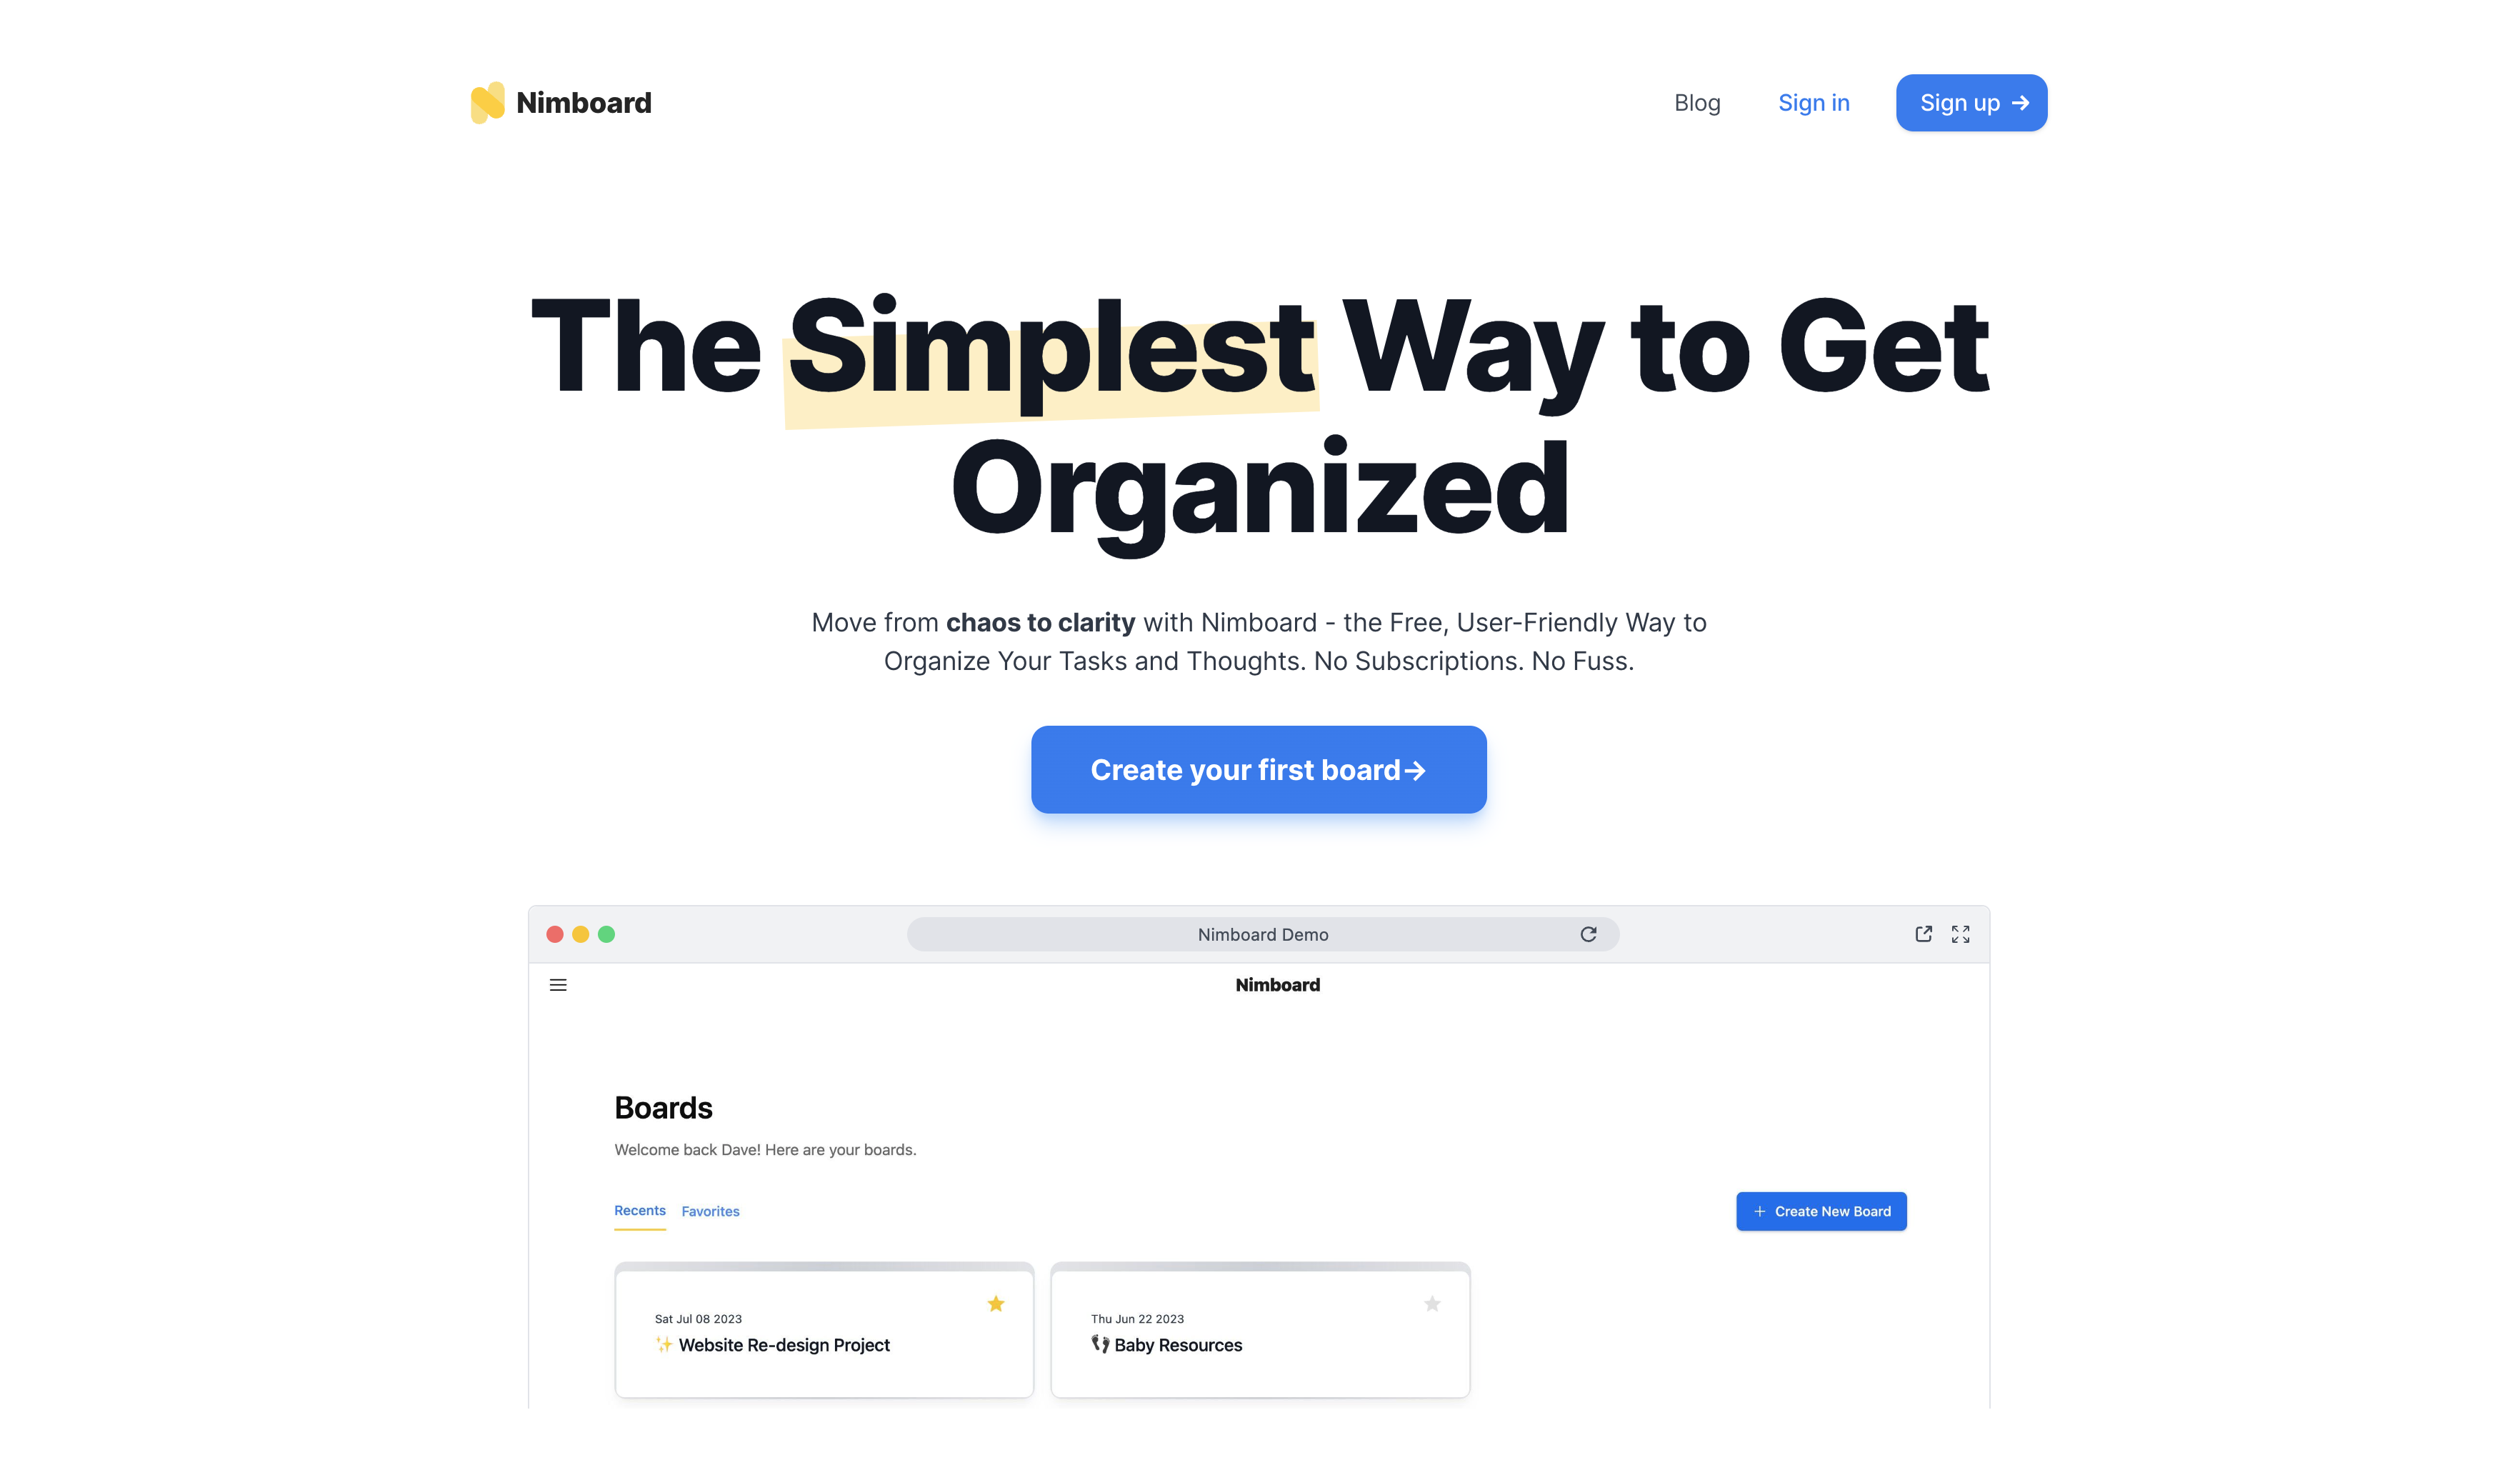 Nimboard
Blog
Sign in
Sign up →
The Simplest Way to Get
Organized
Move from chaos to clarity with Nimboard - the Free, User-Friendly Way to
Organize Your Tasks and Thoughts. No Subscriptions. No Fuss.
Create your first board→
Nimboard Demo
Nimboard
Boards
Welcome back Dave! Here are your boards.
Recents
Favorites
+ Create New Board
Sat Jul 08 2023
✨ Website Re-design Project
Thu Jun 22 2023
👣 Baby Resources